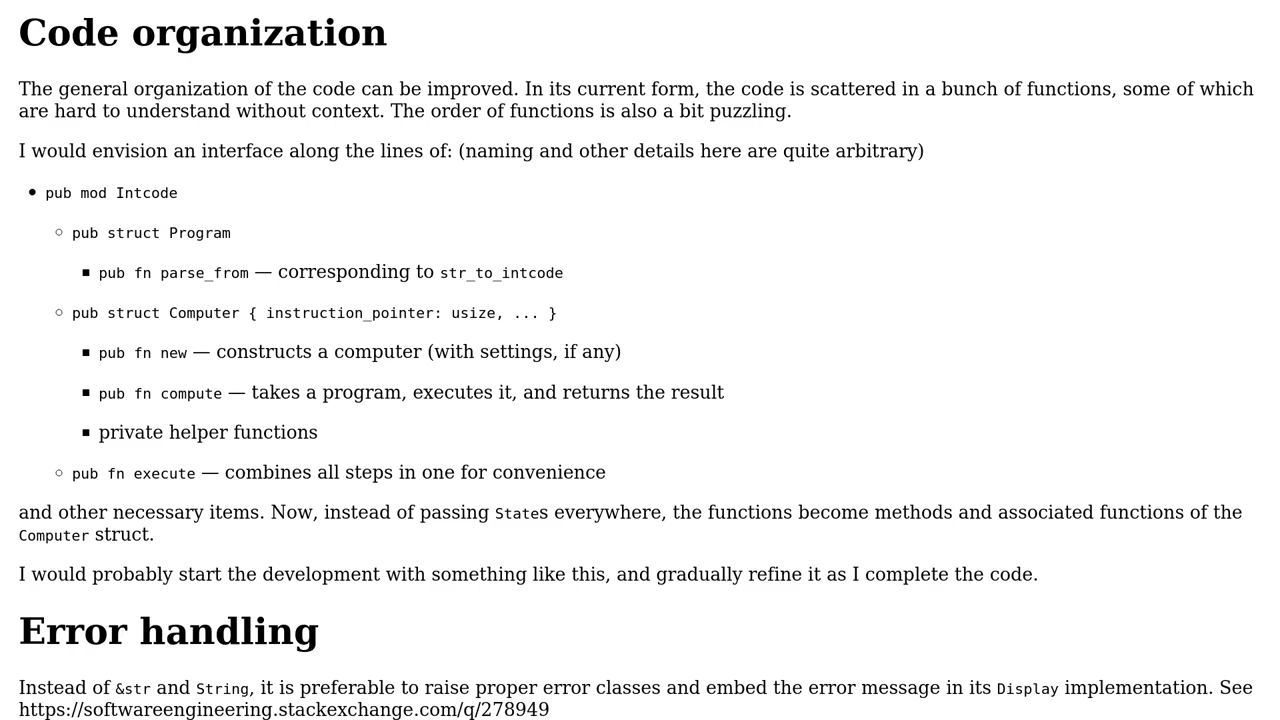 Code organization
The general organization of the code can be improved. In its current form, the code is scattered in a bunch of functions, some of which
are hard to understand without context. The order of functions is also a bit puzzling.
I would envision an interface along the lines of: (naming and other details here are quite arbitrary)
• pub mod Intcode
◦ pub struct Program
▪ pub fn parse_from — corresponding to str_to_intcode
◦ pub struct Computer { instruction_pointer: usize, ... }
▪ pub fn new — constructs a computer (with settings, if any)
▪ pub fn compute — takes a program, executes it, and returns the result
▪ private helper functions
◦ pub fn execute — combines all steps in one for convenience
and other necessary items. Now, instead of passing States everywhere, the functions become methods and associated functions of the
Computer struct.
I would probably start the development with something like this, and gradually refine it as I complete the code.
Error handling
Instead of &str and String, it is preferable to raise proper error classes and embed the error message in its Display implementation. See
https://softwareengineering.stackexchange.com/q/278949